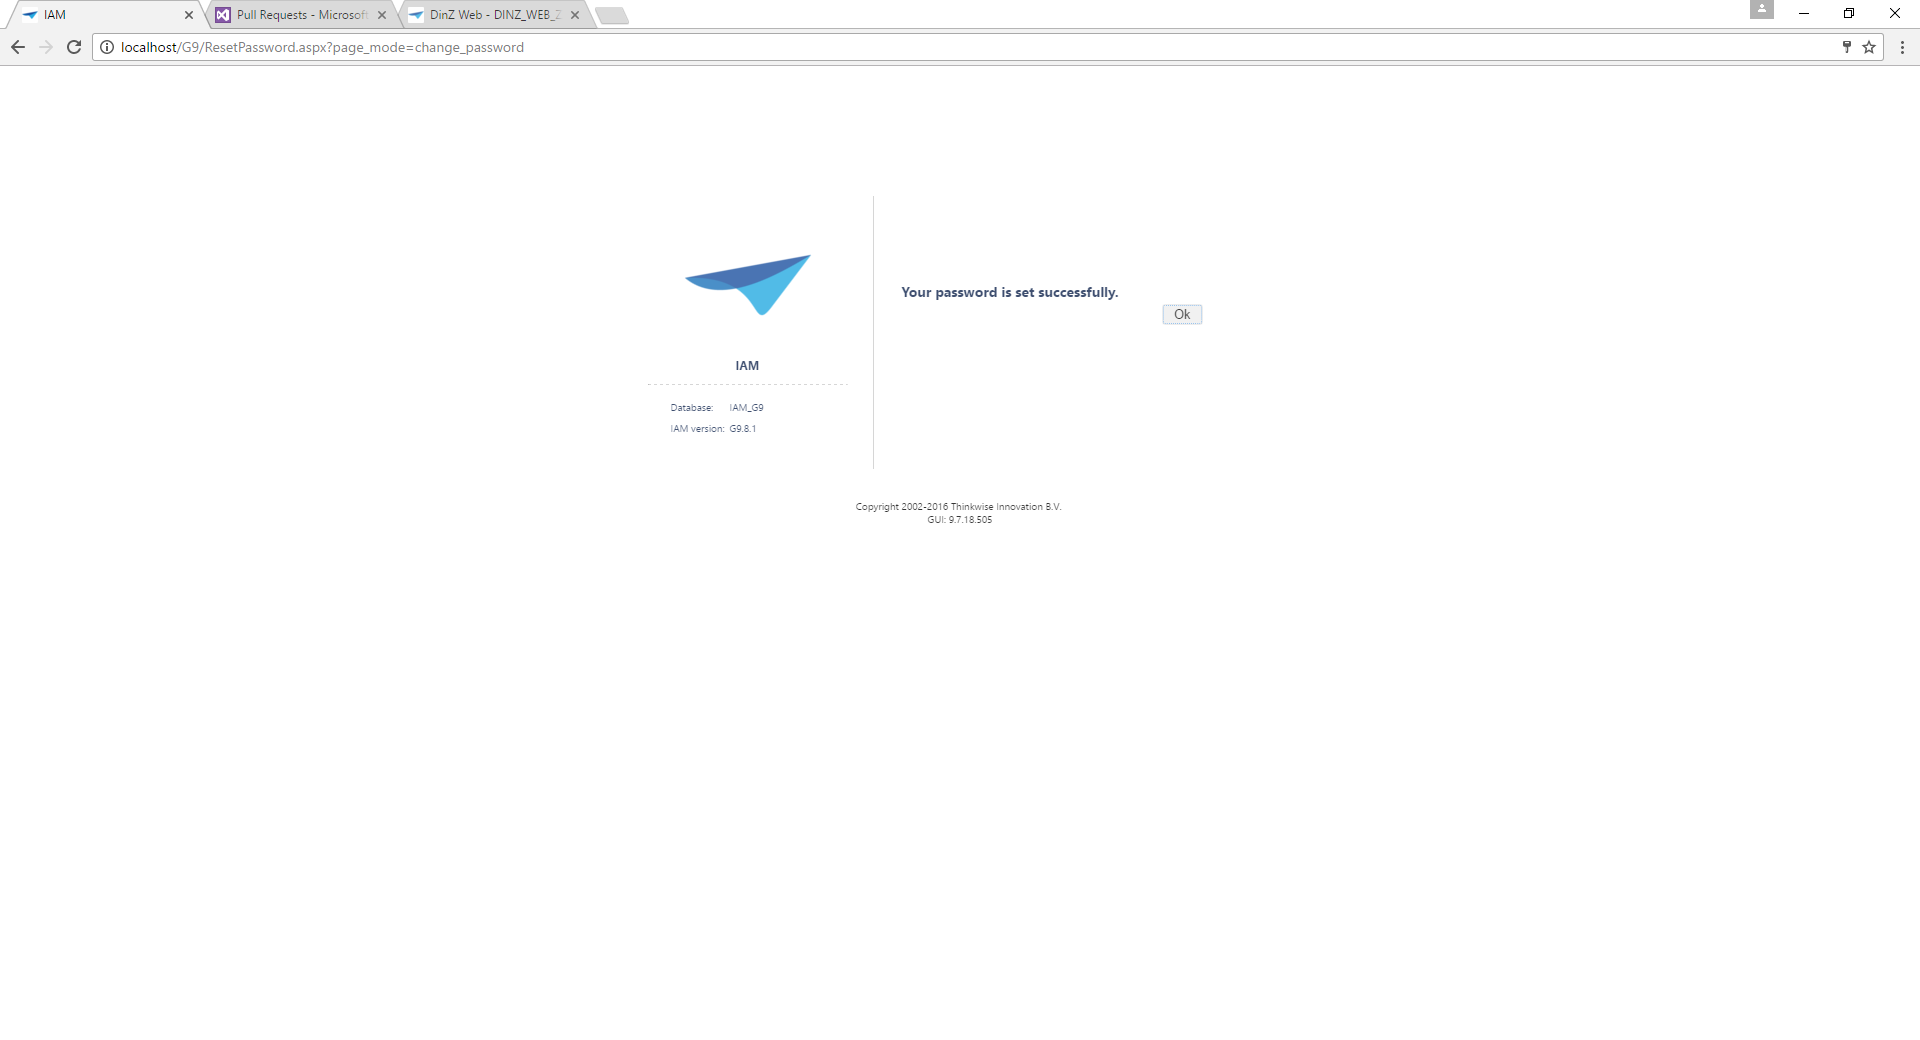 IAM
Pull Requests - Microsoft
DinZ Web - DINZ_WEB_Z
localhost/G9/ResetPassword.aspx?page_mode=change_password
Your password is set successfully.
Ok
IAM
Database: IAM_G9
IAM version: G9.8.1
Copyright 2002-2016 Thinkwise Innovation B.V.
GUI: 9.7.18.505